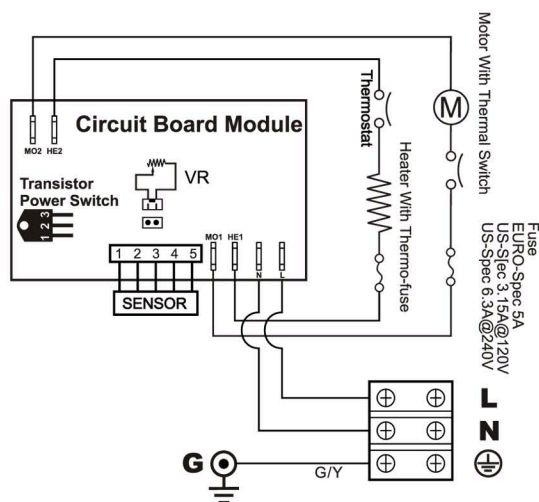 Motor With Thermal Switch
Thermostat
Heater With Thermo-fuse
Fuse
EURO-Spec 5A
US-S[ec 3.15A@120V
US-Spec 6.3A@240V
MO2 HE2
Circuit Board Module
VR
Transistor
Power Switch
1 2 3
MO1 HE1
N L
1 2 3 4 5
SENSOR
M
L
N
G
G/Y